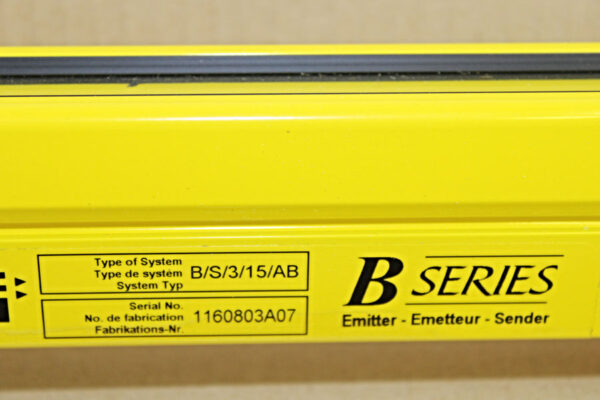 Type of System
Type de systém B/S/3/15/AB
System Typ
Serial No.
No. de fabrication 1160803A07
Fabrikations-Nr.
B SERIES
Emitter - Emetteur - Sender